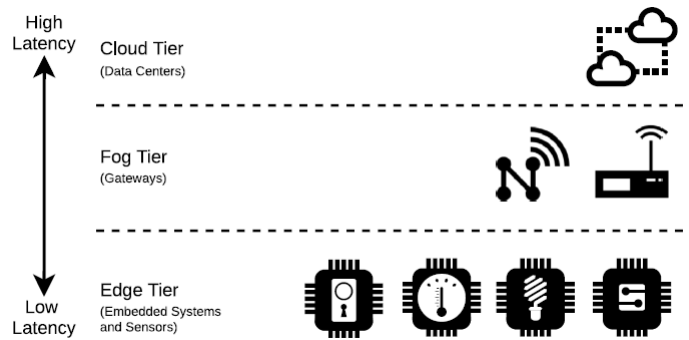 High
Latency
Cloud Tier
(Data Centers)
Fog Tier
(Gateways)
Edge Tier
(Embedded Systems
and Sensors)
Low
Latency